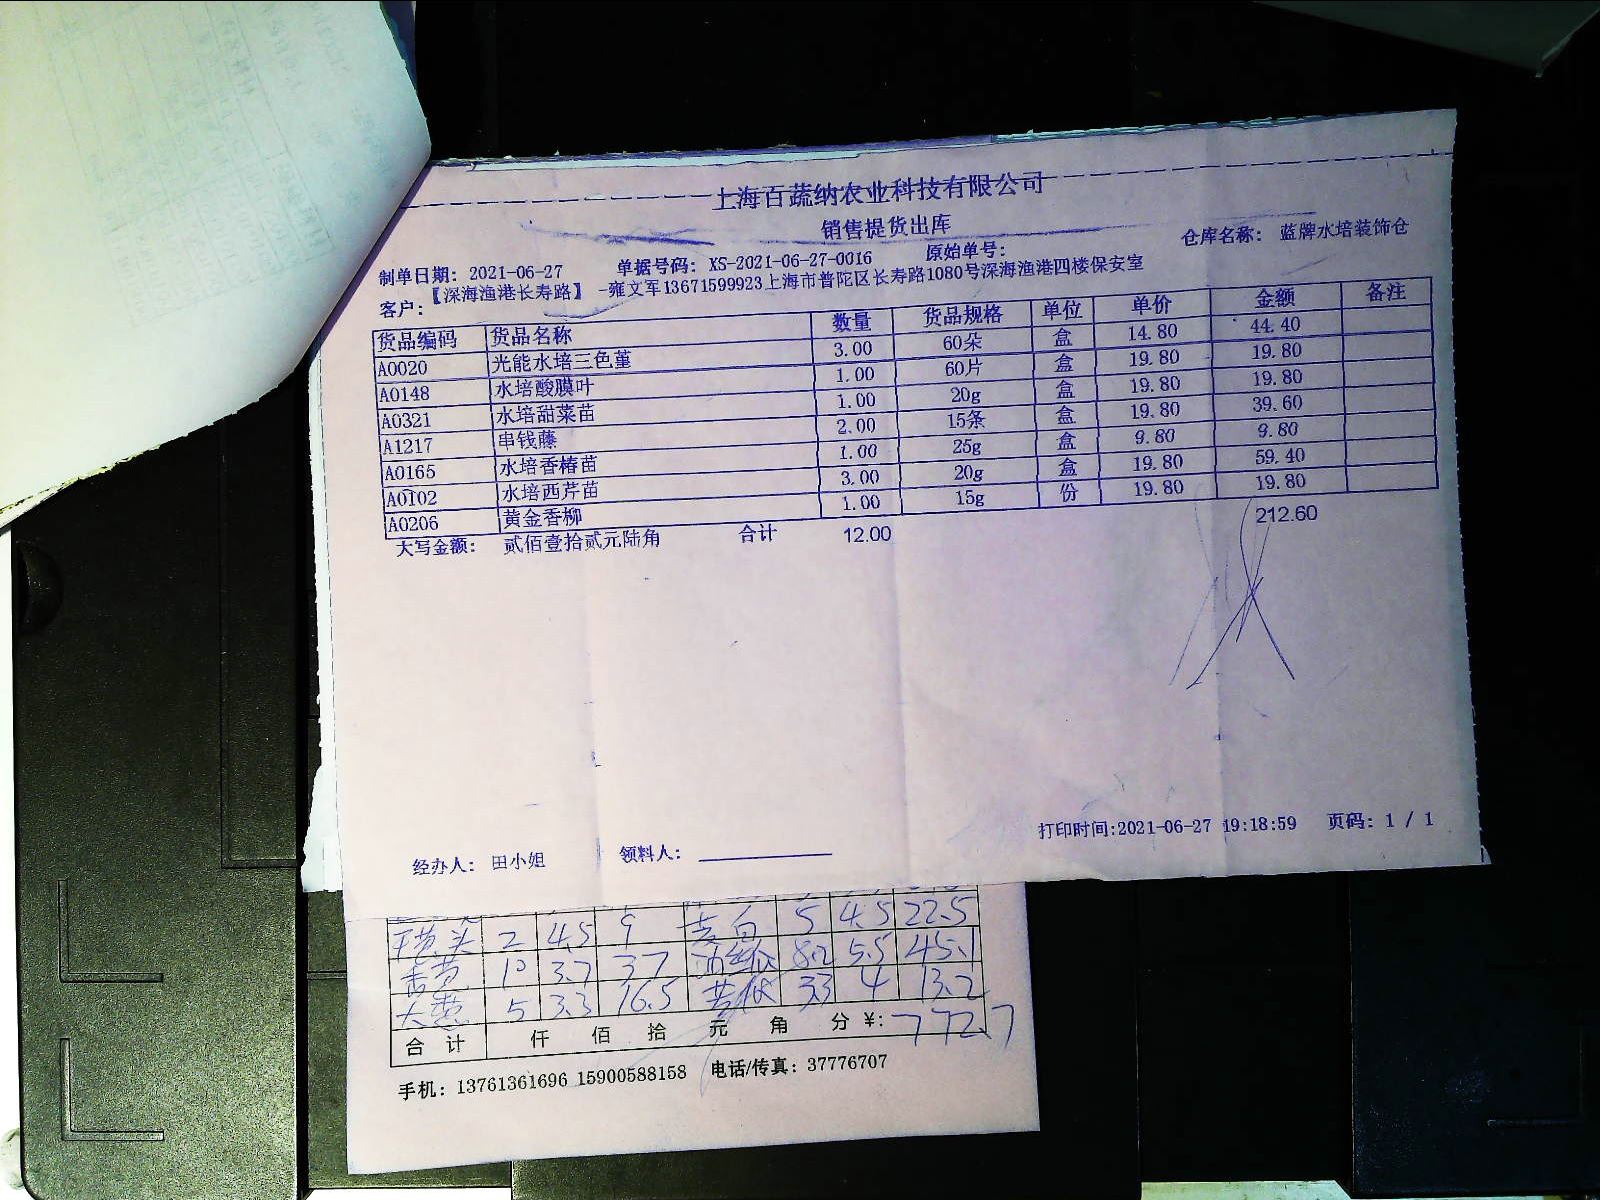 上海百蔬纳农业科技有限公司
销售提货出库
制单日期: 2021-06-27 单据号码: XS-2021-06-27-0016 原始单号: 仓库名称: 蓝牌水培装饰仓
客户: 【深海渔港长寿路】 -雍文军13671599923上海市普陀区长寿路1080号深海渔港四楼保安室
货品编码 货品名称 数量 货品规格 单位 单价 金额 备注
A0020 光能水培三色堇 3.00 60朵 盒 14.80 44.40
A0148 水培酸膜叶 1.00 60片 盒 19.80 19.80
A0321 水培甜菜苗 1.00 20g 盒 19.80 19.80
A1217 串钱藤 2.00 15条 盒 19.80 39.60
A0165 水培香椿苗 1.00 25g 盒 9.80 9.80
A0102 水培西芹苗 3.00 20g 盒 19.80 59.40
A0206 黄金香柳 1.00 15g 份 19.80 19.80
大写金额: 贰佰壹拾贰元陆角 合计 12.00 212.60
打印时间:2021-06-27 19:18:59 页码: 1 / 1
经办人: 田小姐 领料人:
2 4.5 9 5 4.5 22.5
10 3.7 37 8.2 5.5 45.1
大葱 5 3.3 16.5 3.3 4 13.2
合计 仟 佰 拾 元 角 分 ¥: 772.7
手机: 13761361696 15900588158 电话/传真: 37776707